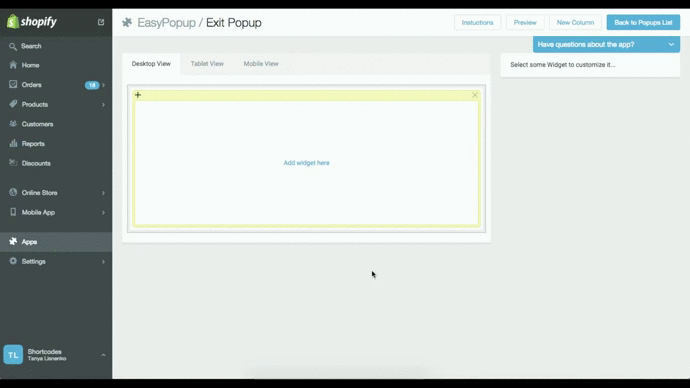 shopify
EasyPopup / Exit Popup
Instuctions
Preview
New Column
Back to Popups List
Have questions about the app?
Search
Home
Orders
18
Products
Customers
Reports
Discounts
Online Store
Mobile App
Apps
Settings
TL
Shortcodes
Tanya Lisnenko
Desktop View
Tablet View
Mobile View
Add widget here
Select some Widget to customize it...